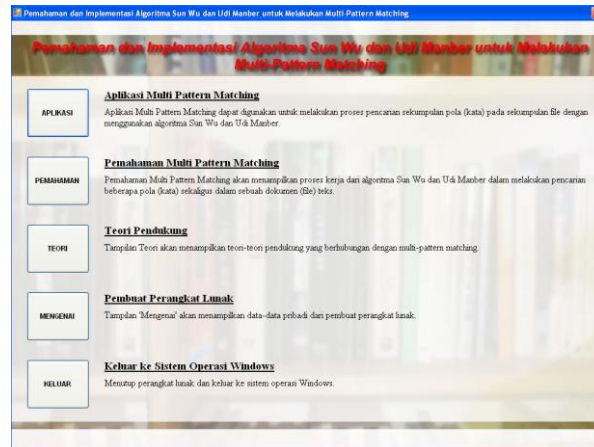 Pemahaman dan Implementasi Algoritma Sun Wu dan Udi Manber untuk Melakukan Multi-Pattern Matching
Pemahaman dan Implementasi Algoritma Sun Wu dan Udi Manber untuk Melakukan
Multi-Pattern Matching
APLIKASI
Aplikasi Multi Pattern Matching
Aplikasi Multi Pattern Matching dapat digunakan untuk melakukan proses pencarian sekumpulan pola (kata) pada sekumpulan file dengan
menggunakan algoritma Sun Wu dan Udi Manber.
PEMAHAMAN
Pemahaman Multi Pattern Matching
Pemahaman Multi Pattern Matching akan menampilkan proses kerja dari algoritma Sun Wu dan Udi Manber dalam melakukan pencarian
beberapa pola (kata) sekaligus dalam sebuah dokumen (file) teks.
TEORI
Teori Pendukung
Tampilan Teori akan menampilkan teori-teori pendukung yang berhubungan dengan multi-pattern matching.
MENGENAI
Pembuat Perangkat Lunak
Tampilan 'Mengenai' akan menampilkan data-data pribadi dari pembuat perangkat lunak.
KELUAR
Keluar ke Sistem Operasi Windows
Menutup perangkat lunak dan keluar ke sistem operasi Windows.